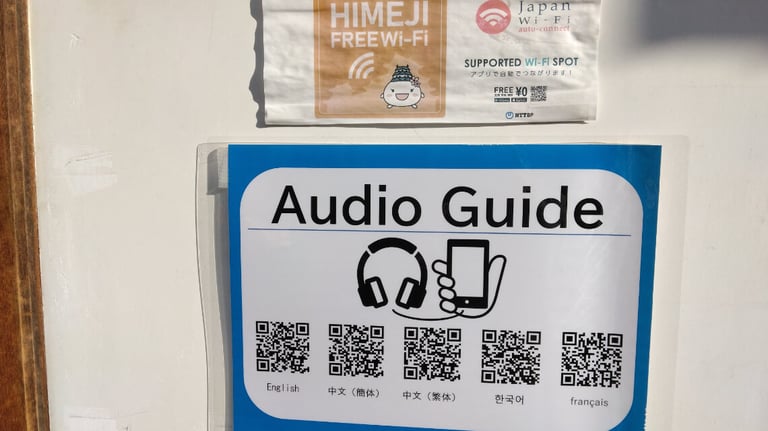 HIMEJI
FREE Wi-Fi
Japan
Wi-Fi
auto-connect
SUPPORTED WI-FI SPOT
アプリで自動でつながります！
FREE ¥0
NTTBP
Audio Guide
English
中文（簡体）
中文（繁体）
한국어
français